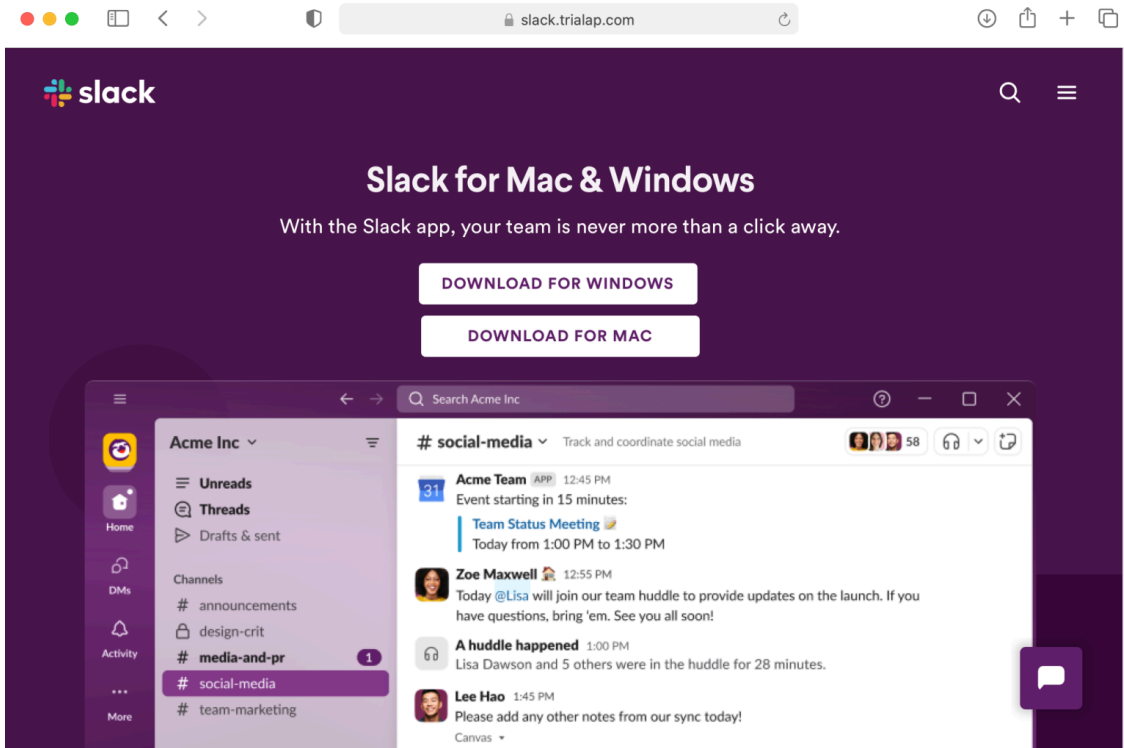 slack.trialap.com
slack
Slack for Mac & Windows
With the Slack app, your team is never more than a click away.
DOWNLOAD FOR WINDOWS
DOWNLOAD FOR MAC
Search Acme Inc
Acme Inc
# social-media Track and coordinate social media 58
Unreads
Threads
Drafts & sent
Channels
# announcements
design-crit
# media-and-pr 1
# social-media
# team-marketing
Home
DMs
Activity
More
31
Acme Team APP 12:45 PM
Event starting in 15 minutes:
Team Status Meeting
Today from 1:00 PM to 1:30 PM
Zoe Maxwell 12:55 PM
Today @Lisa will join our team huddle to provide updates on the launch. If you
have questions, bring 'em. See you all soon!
A huddle happened 1:00 PM
Lisa Dawson and 5 others were in the huddle for 28 minutes.
Lee Hao 1:45 PM
Please add any other notes from our sync today!
Canvas